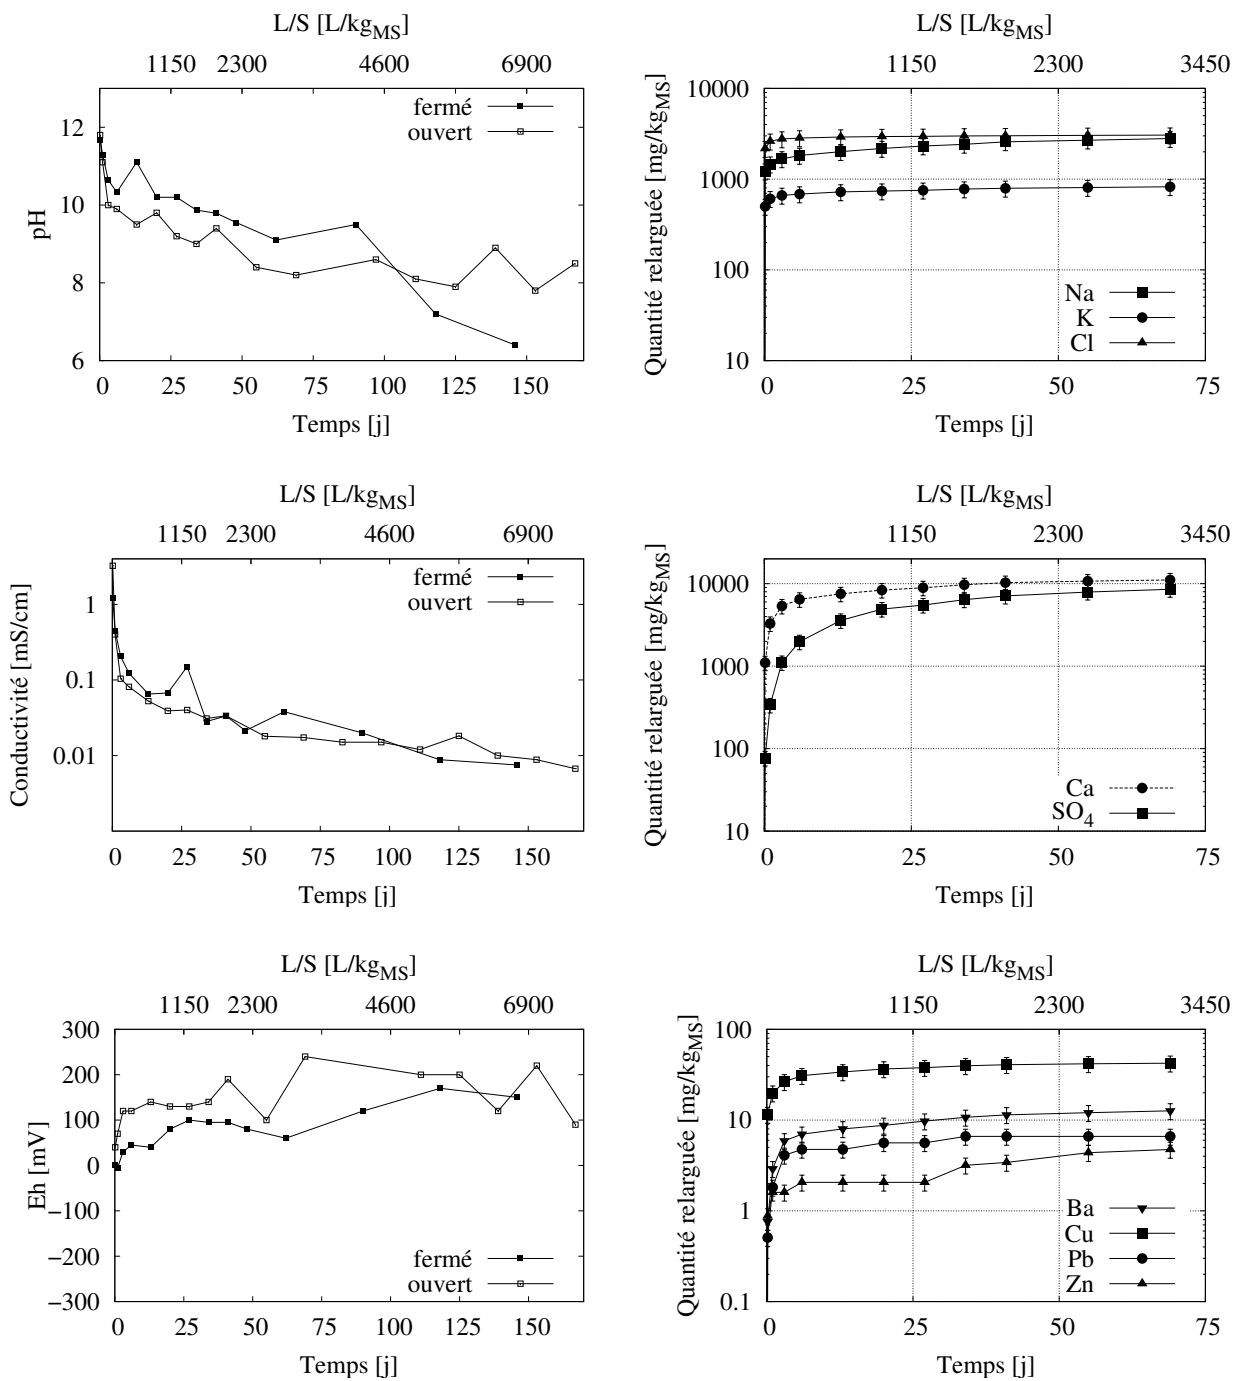 L/S [L/kgMS]
1150 2300 4600 6900
12
10
8
6
pH
fermé
ouvert
0 25 50 75 100 125 150
Temps [j]
L/S [L/kgMS]
1150 2300 3450
10000
1000
100
10
Quantité relarguée [mg/kgMS]
Na
K
Cl
0 25 50 75
Temps [j]
L/S [L/kgMS]
1150 2300 4600 6900
1
0.1
0.01
Conductivité [mS/cm]
fermé
ouvert
0 25 50 75 100 125 150
Temps [j]
L/S [L/kgMS]
1150 2300 3450
10000
1000
100
10
Quantité relarguée [mg/kgMS]
Ca
SO4
0 25 50 75
Temps [j]
L/S [L/kgMS]
1150 2300 4600 6900
300
200
100
0
−100
−200
−300
Eh [mV]
fermé
ouvert
0 25 50 75 100 125 150
Temps [j]
L/S [L/kgMS]
1150 2300 3450
100
10
1
0.1
Quantité relarguée [mg/kgMS]
Ba
Cu
Pb
Zn
0 25 50 75
Temps [j]